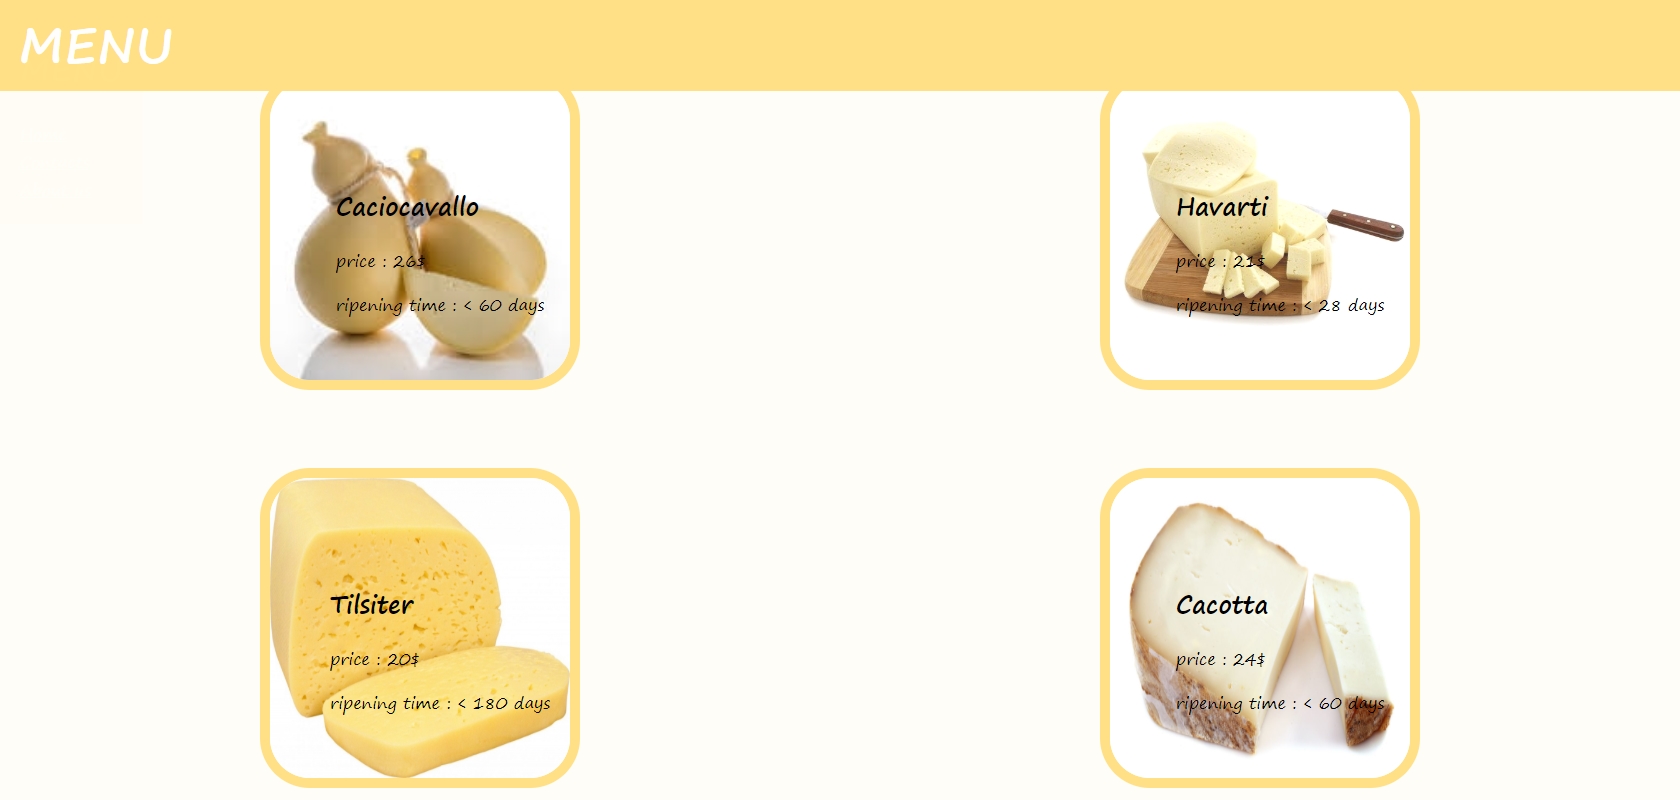 MENU
Caciocavallo
price : 26$
ripening time : < 60 days
Havarti
price : 21$
ripening time : < 28 days
Tilsiter
price : 20$
ripening time : < 180 days
Cacotta
price : 24$
ripening time : < 60 days